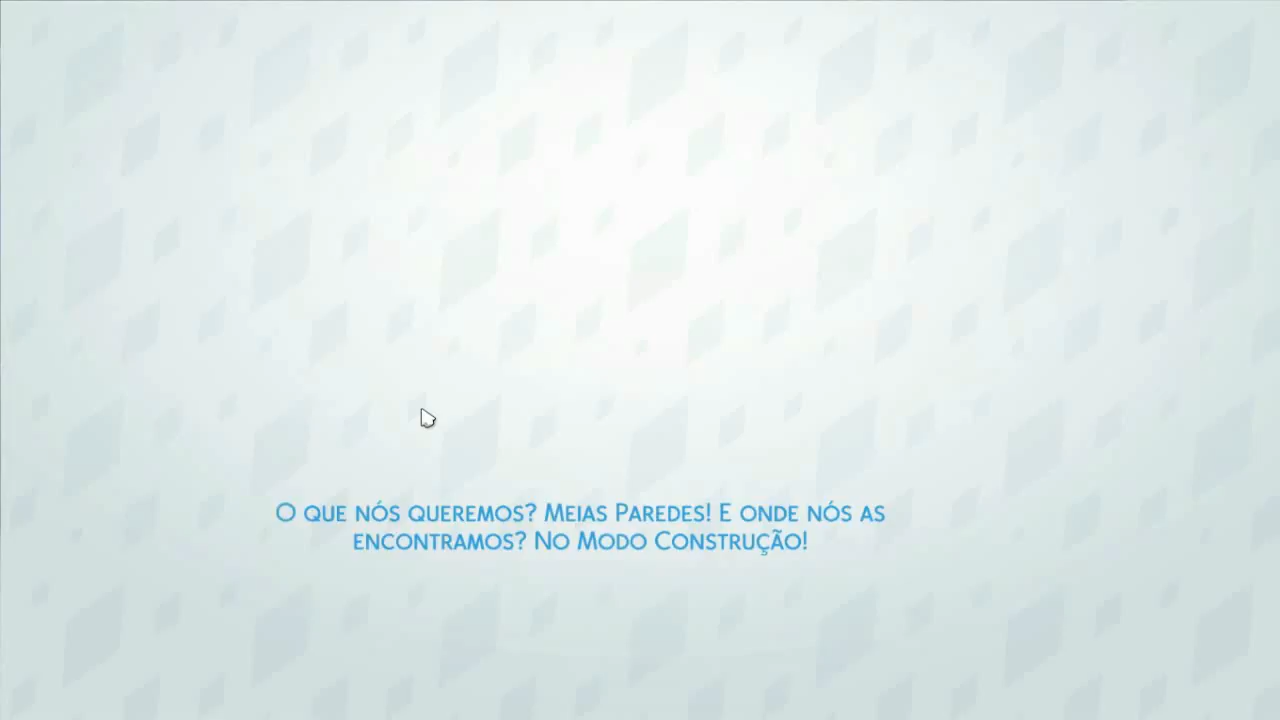 O QUE NÓS QUEREMOS? MEIAS PAREDES! E ONDE NÓS AS
ENCONTRAMOS? NO MODO CONSTRUÇÃO!